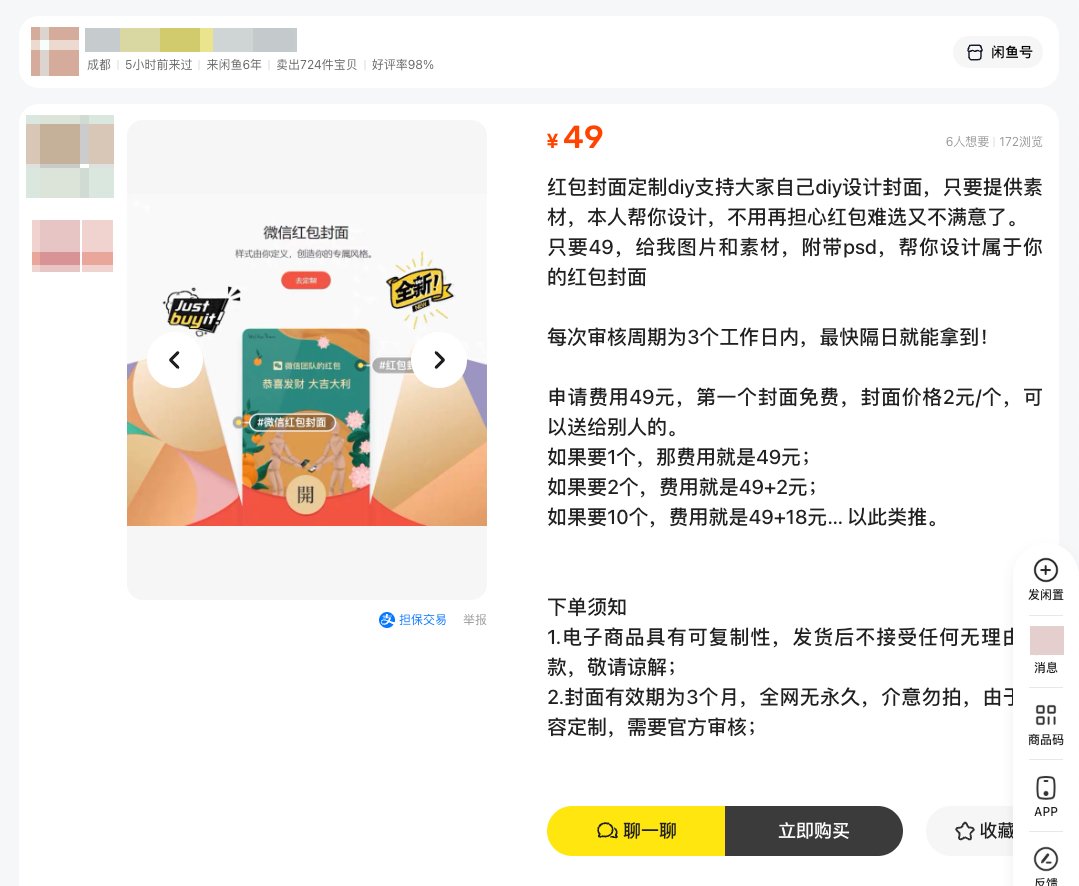 成都 | 5小时前来过 | 来闲鱼6年 | 卖出724件宝贝 | 好评率98%
闲鱼号
¥49
6人想要 | 172浏览
红包封面定制diy支持大家自己diy设计封面，只要提供素
材，本人帮你设计，不用再担心红包难选又不满意了。
只要49，给我图片和素材，附带psd，帮你设计属于你
的红包封面
每次审核周期为3个工作日内，最快隔日就能拿到！
申请费用49元，第一个封面免费，封面价格2元/个，可
以送给别人的。
如果要1个，那费用就是49元；
如果要2个，费用就是49+2元；
如果要10个，费用就是49+18元... 以此类推。
下单须知
1.电子商品具有可复制性，发货后不接受任何无理由
款，敬请谅解；
2.封面有效期为3个月，全网无永久，介意勿拍，由于
容定制，需要官方审核；
微信红包封面
样式由你定义，创造你的专属风格。
去定制
Just
buy it!
全新!
NEW
微信团队的红包
恭喜发财 大吉大利
#红包封
#微信红包封面
開
担保交易
举报
聊一聊
立即购买
收藏
发闲置
消息
商品码
APP
反馈